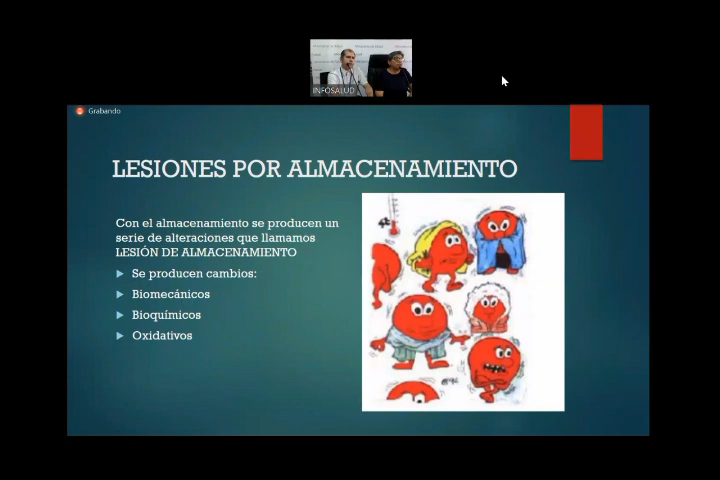 INFOSALUD
Grabando
LESIONES POR ALMACENAMIENTO
Con el almacenamiento se producen un
serie de alteraciones que llamamos
LESIÓN DE ALMACENAMIENTO
Se producen cambios:
Biomecánicos
Bioquímicos
Oxidativos